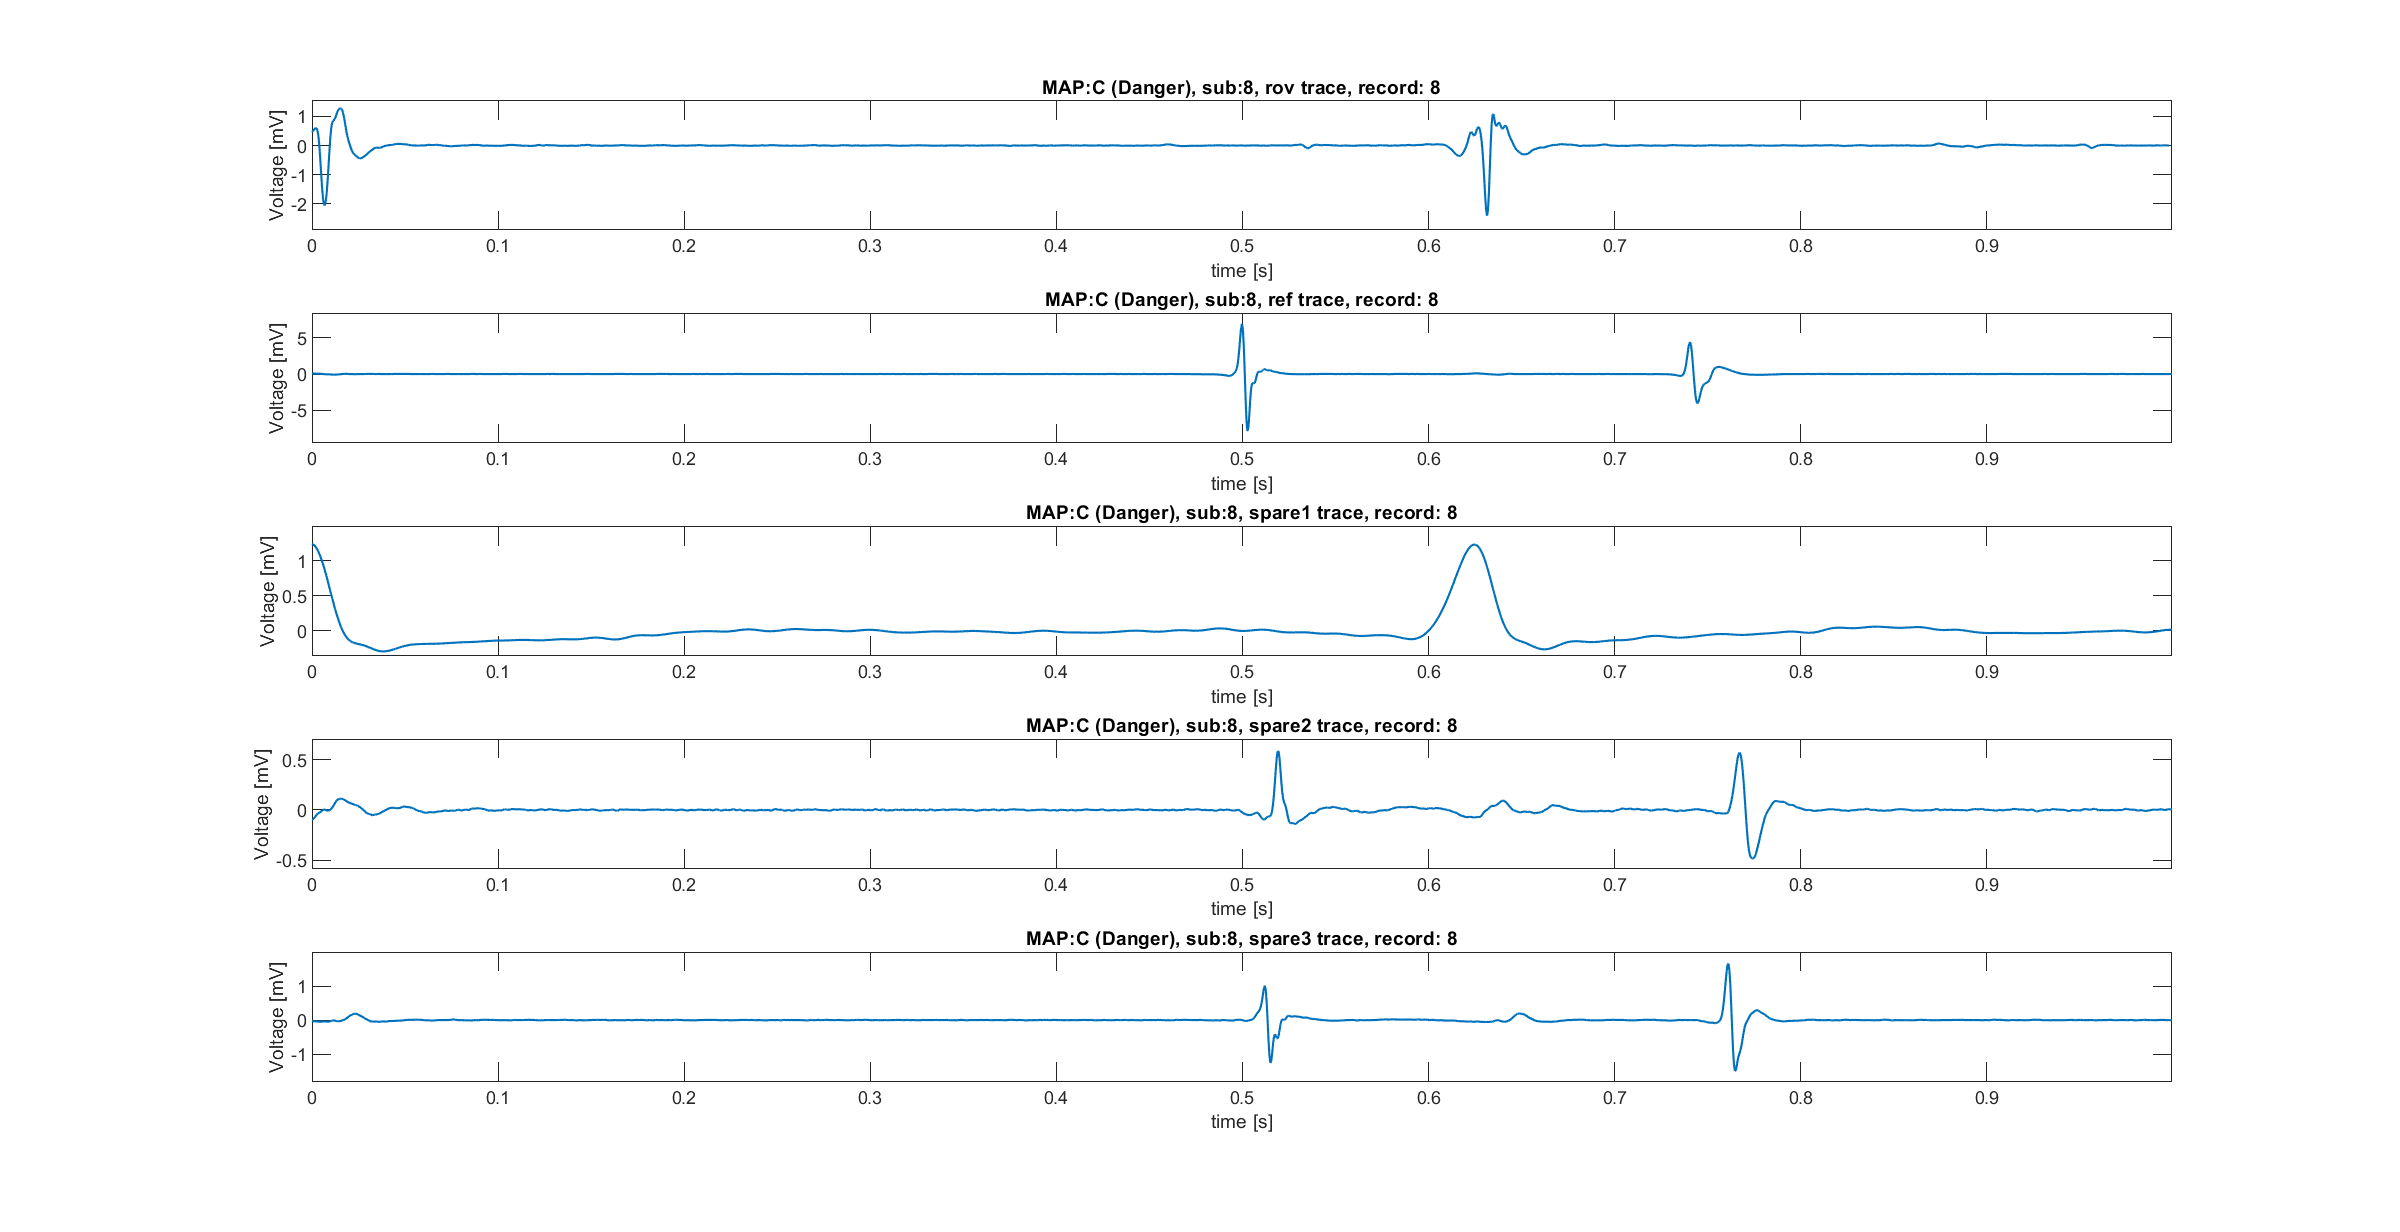 MAP:C (Danger), sub:8, rov trace, record: 8
Voltage [mV]
1
0
-1
-2
0 0.1 0.2 0.3 0.4 0.5 0.6 0.7 0.8 0.9
time [s]
MAP:C (Danger), sub:8, ref trace, record: 8
Voltage [mV]
5
0
-5
0 0.1 0.2 0.3 0.4 0.5 0.6 0.7 0.8 0.9
time [s]
MAP:C (Danger), sub:8, spare1 trace, record: 8
Voltage [mV]
1
0.5
0
0 0.1 0.2 0.3 0.4 0.5 0.6 0.7 0.8 0.9
time [s]
MAP:C (Danger), sub:8, spare2 trace, record: 8
Voltage [mV]
0.5
0
-0.5
0 0.1 0.2 0.3 0.4 0.5 0.6 0.7 0.8 0.9
time [s]
MAP:C (Danger), sub:8, spare3 trace, record: 8
Voltage [mV]
1
0
-1
0 0.1 0.2 0.3 0.4 0.5 0.6 0.7 0.8 0.9
time [s]